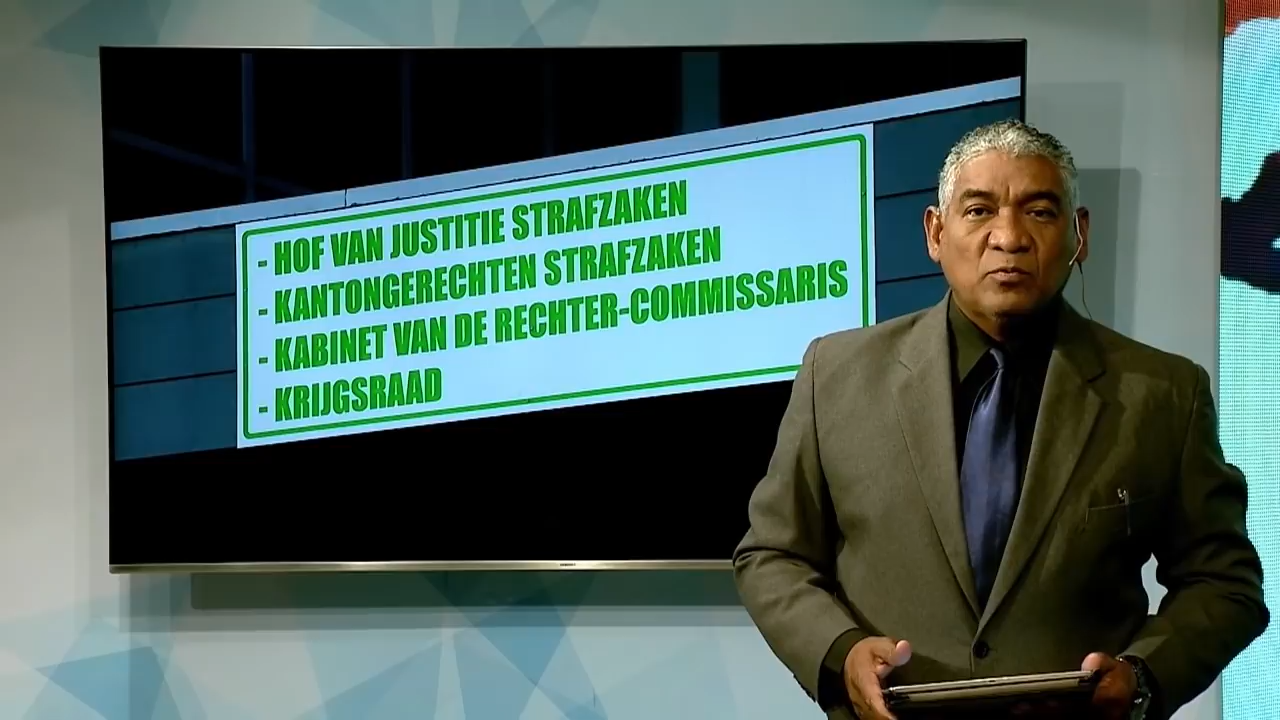 - HOF VAN JUSTITIE STRAFZAKEN
- KANTONGERECHTEN STRAFZAKEN
- KABINET VAN DE RECHTER-COMMISSARIS
- KRIJGSRAAD